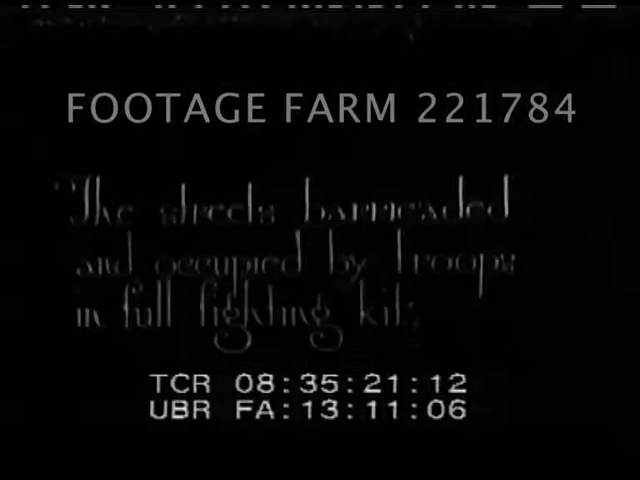 FOOTAGE FARM 221784
"The streets barricaded
and occupied by troops
in full fighting kit.
TCR 08:35:21:12
UBR FA:13:11:06